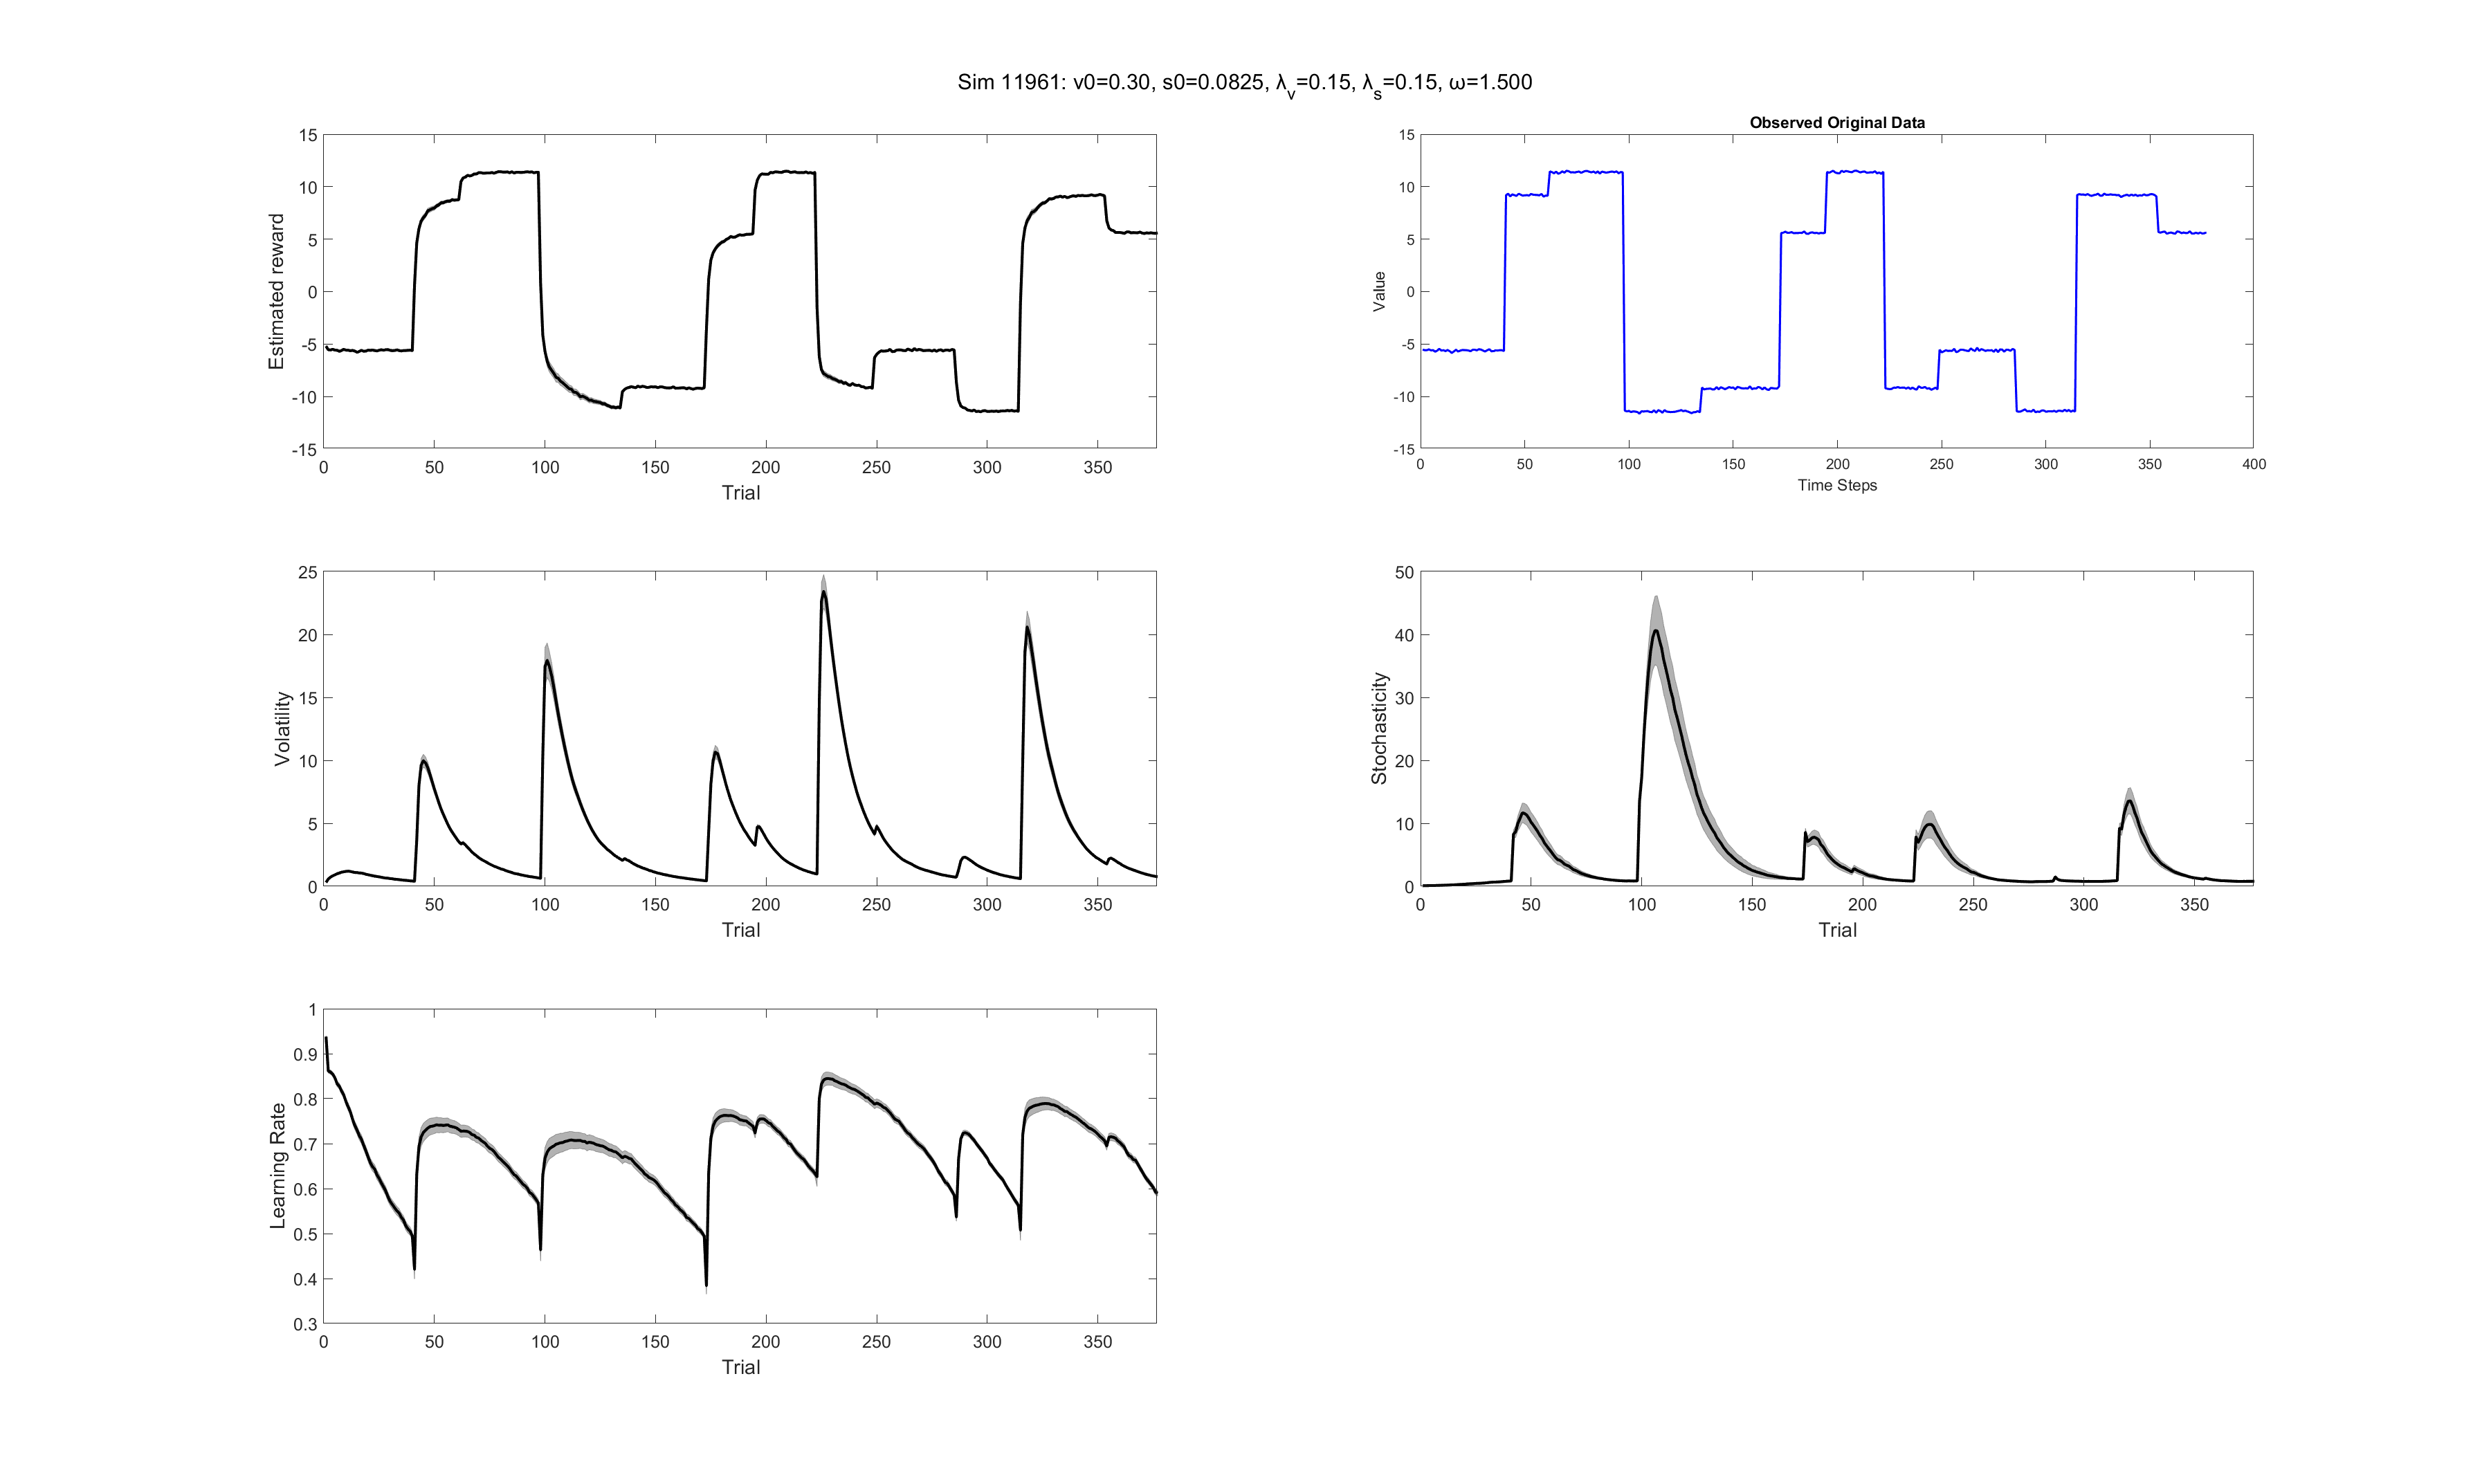 Sim 11961: v0=0.30, s0=0.0825, λv=0.15, λs=0.15, ω=1.500
Estimated reward
15
10
5
0
-5
-10
-15
0 50 100 150 200 250 300 350
Trial
Observed Original Data
Value
15
10
5
0
-5
-10
-15
0 50 100 150 200 250 300 350 400
Time Steps
Volatility
25
20
15
10
5
0
0 50 100 150 200 250 300 350
Trial
Stochasticity
50
40
30
20
10
0
0 50 100 150 200 250 300 350
Trial
Learning Rate
1
0.9
0.8
0.7
0.6
0.5
0.4
0.3
0 50 100 150 200 250 300 350
Trial